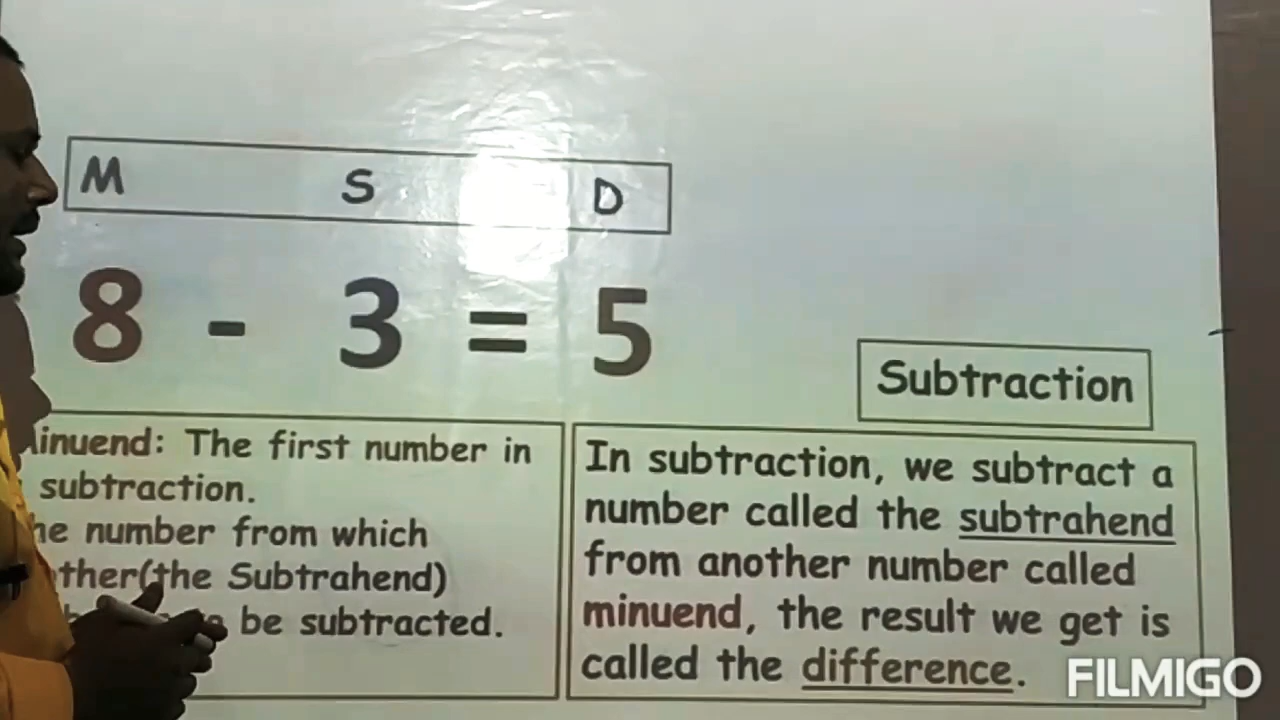 M S D
8 - 3 = 5
Subtraction
Minuend: The first number in
subtraction.
he number from which
ther(the Subtrahend)
be subtracted.
In subtraction, we subtract a
number called the subtrahend
from another number called
minuend, the result we get is
called the difference.
FILMIGO